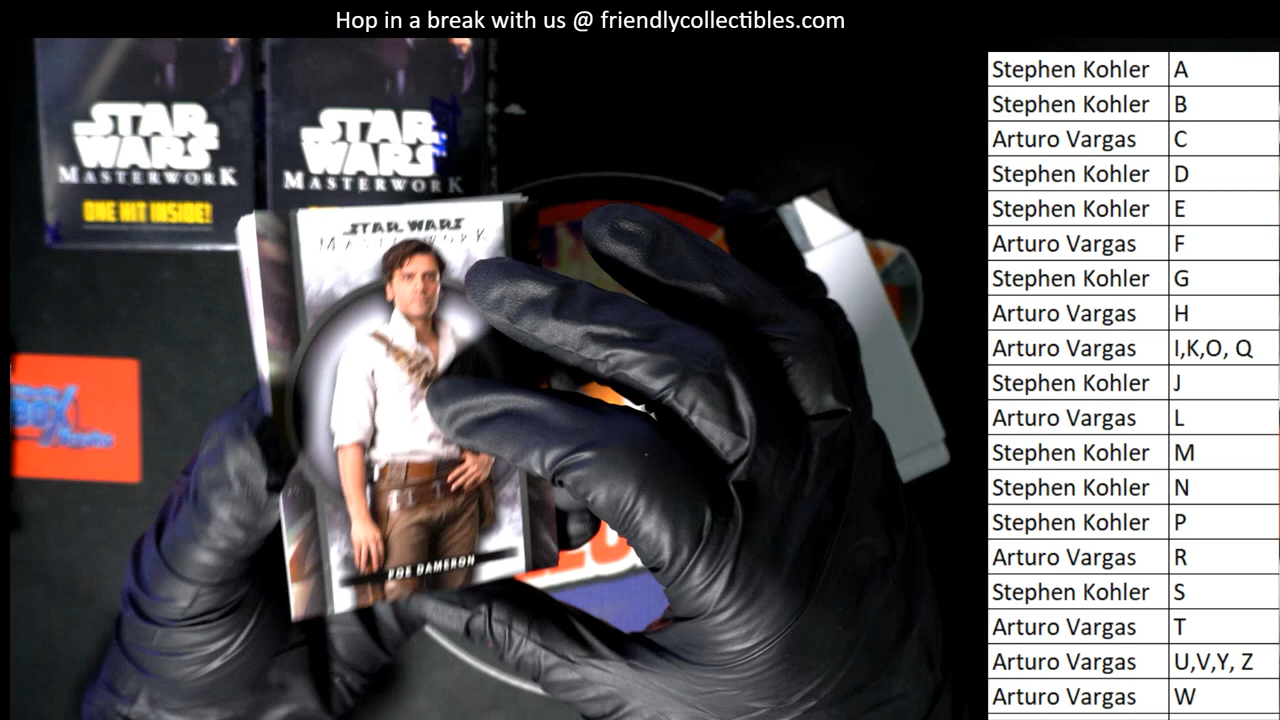 Hop in a break with us @ friendlycollectibles.com
STAR
WARS
MASTERWORK
ONE HIT INSIDE!
STAR
WARS
MASTERWORK
STAR WARS
MASTERWORK
POE DAMERON
BOX
Stephen Kohler A
Stephen Kohler B
Arturo Vargas C
Stephen Kohler D
Stephen Kohler E
Arturo Vargas F
Stephen Kohler G
Arturo Vargas H
Arturo Vargas I,K,O, Q
Stephen Kohler J
Arturo Vargas L
Stephen Kohler M
Stephen Kohler N
Stephen Kohler P
Arturo Vargas R
Stephen Kohler S
Arturo Vargas T
Arturo Vargas U,V,Y, Z
Arturo Vargas W